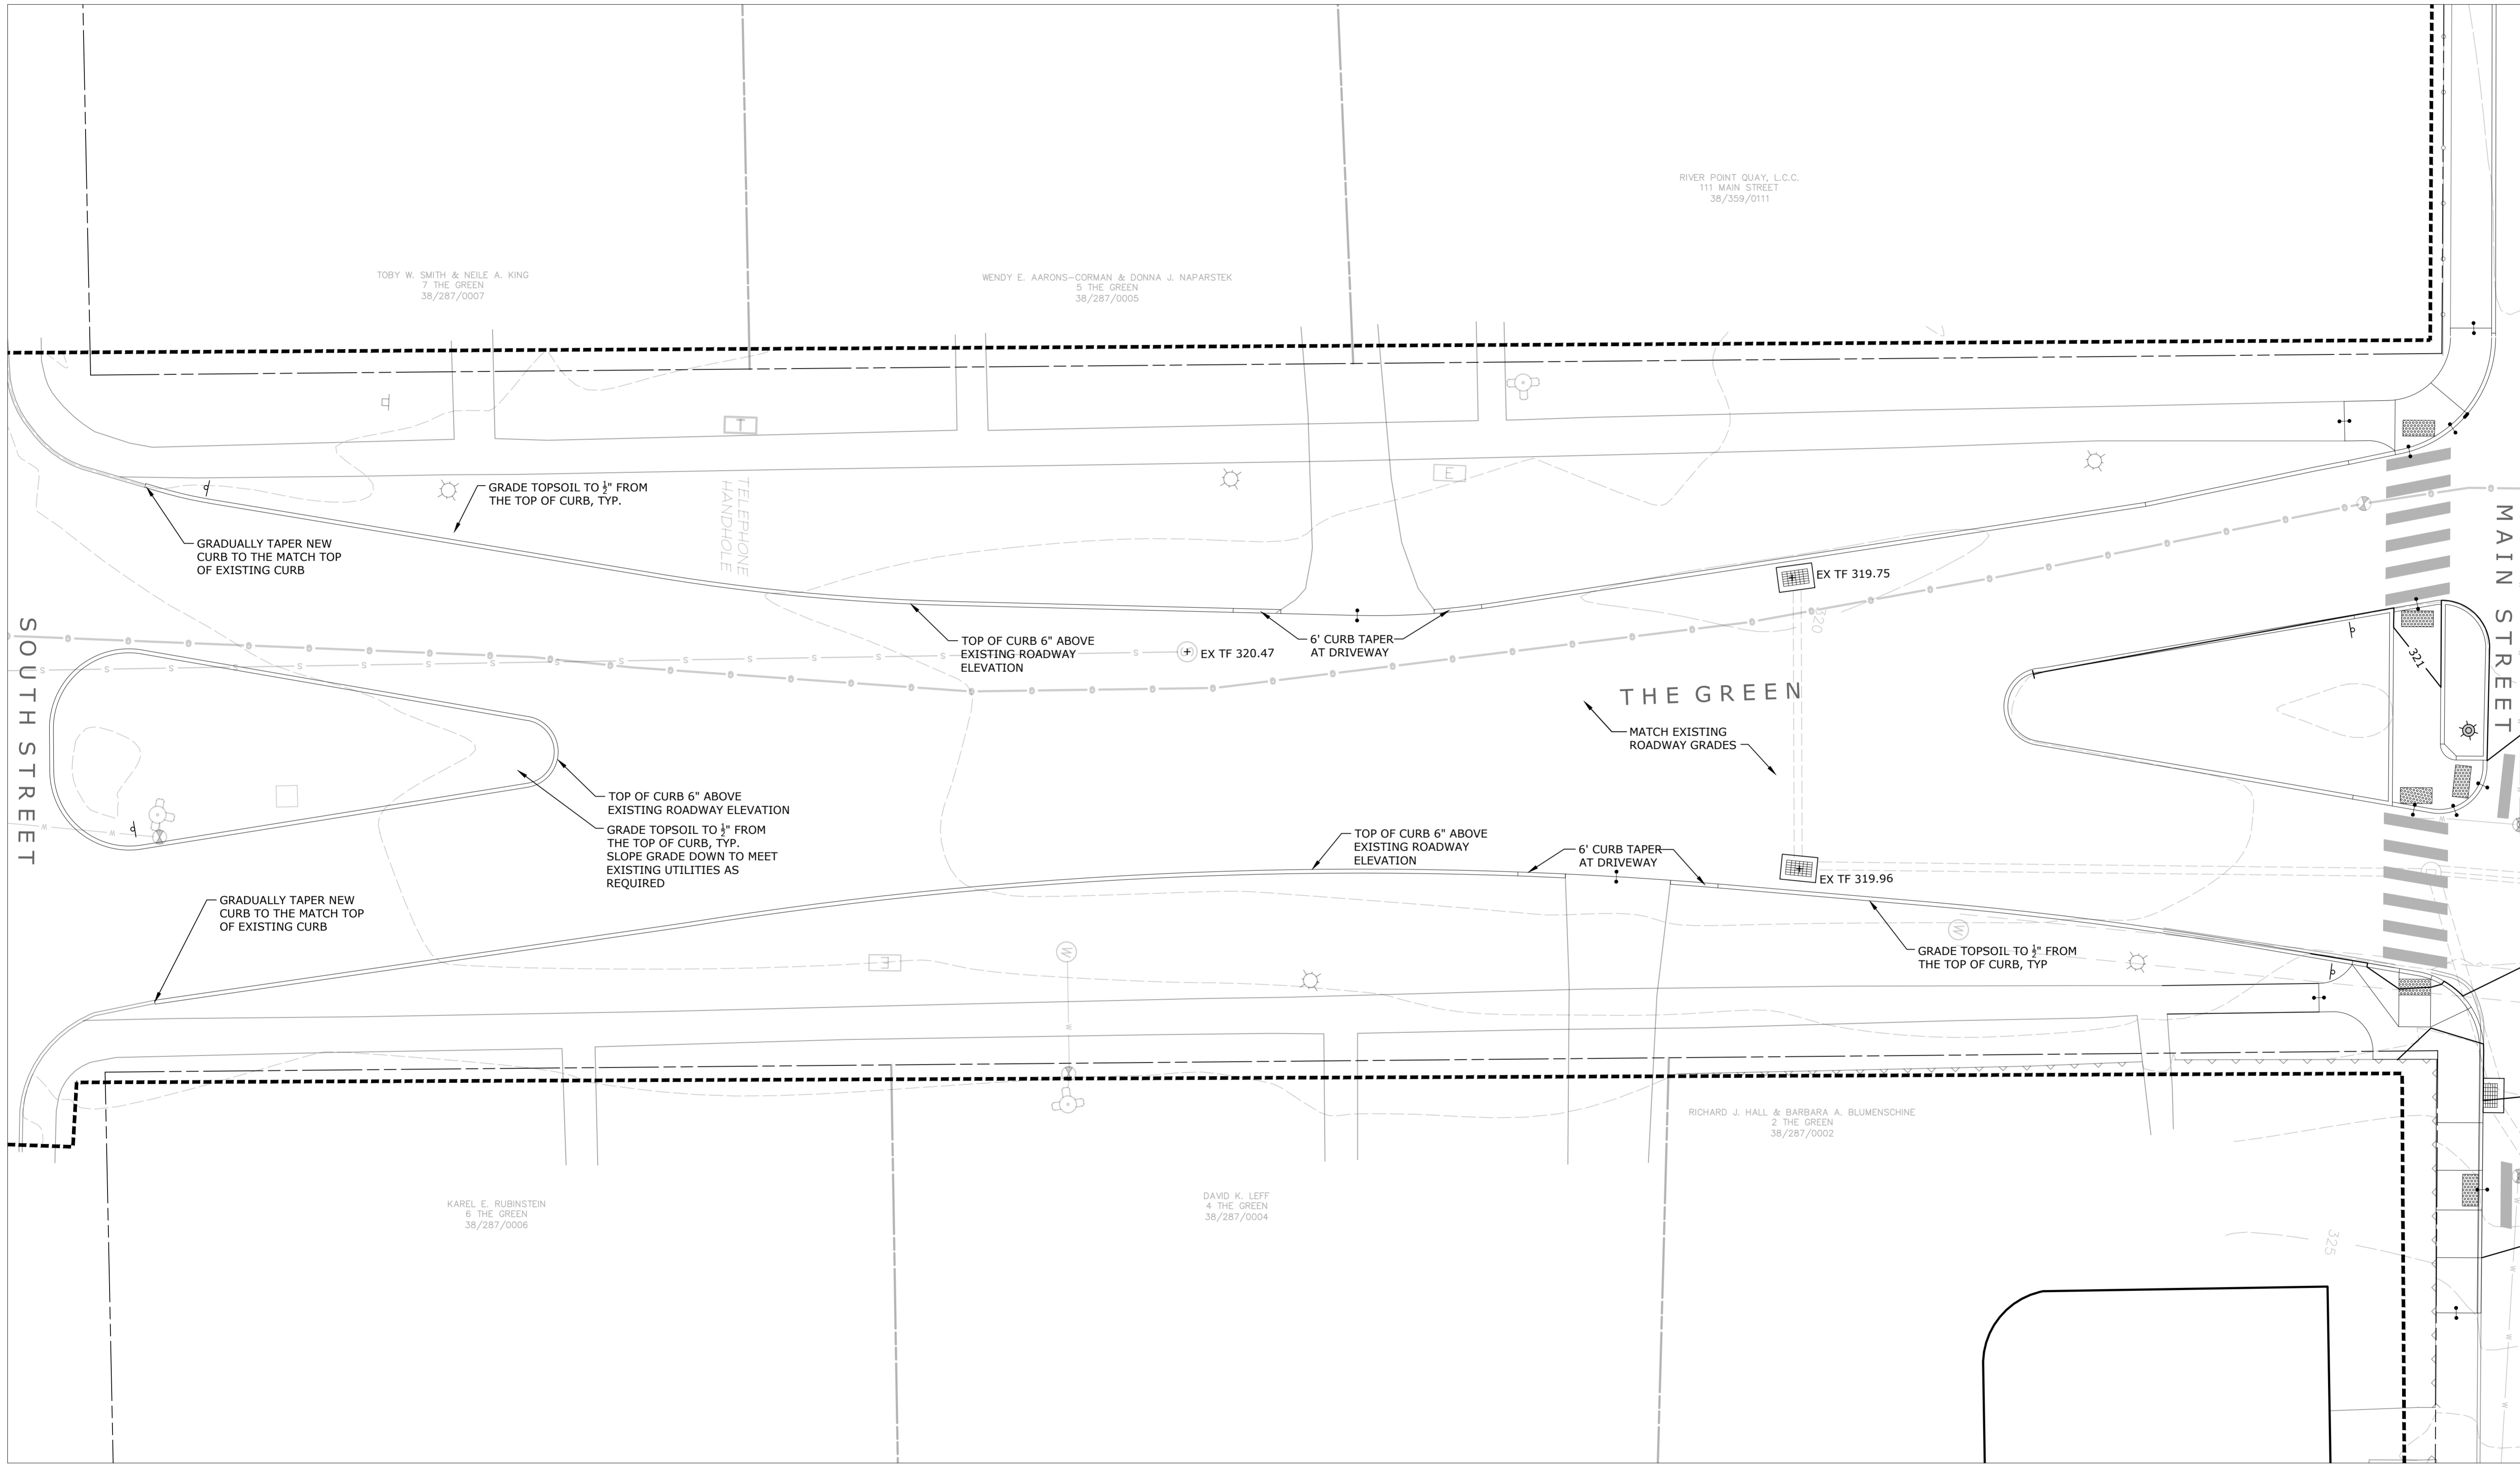 RIVER POINT QUAY, L.C.C.
111 MAIN STREET
38/359/0111
TOBY W. SMITH & NEILE A. KING
7 THE GREEN
38/287/0007
WENDY E. AARONS-CORMAN & DONNA J. NAPARSTEK
5 THE GREEN
38/287/0005
T
E
GRADE TOPSOIL TO ½" FROM
THE TOP OF CURB, TYP.
TELEPHONE
HANDHOLE
GRADUALLY TAPER NEW
CURB TO THE MATCH TOP
OF EXISTING CURB
MAIN STREET
EX TF 319.75
320
SOUTH STREET
TOP OF CURB 6" ABOVE
EXISTING ROADWAY
ELEVATION
6' CURB TAPER
AT DRIVEWAY
EX TF 320.47
321
S S S S S S S S S S S S S S S
THE GREEN
MATCH EXISTING
ROADWAY GRADES
TOP OF CURB 6" ABOVE
EXISTING ROADWAY ELEVATION
GRADE TOPSOIL TO ½" FROM
THE TOP OF CURB, TYP.
SLOPE GRADE DOWN TO MEET
EXISTING UTILITIES AS
REQUIRED
W W
TOP OF CURB 6" ABOVE
EXISTING ROADWAY
ELEVATION
6' CURB TAPER
AT DRIVEWAY
EX TF 319.96
GRADUALLY TAPER NEW
CURB TO THE MATCH TOP
OF EXISTING CURB
W
W
E
GRADE TOPSOIL TO ½" FROM
THE TOP OF CURB, TYP
W
RICHARD J. HALL & BARBARA A. BLUMENSCHINE
2 THE GREEN
38/287/0002
KAREL E. RUBINSTEIN
6 THE GREEN
38/287/0006
DAVID K. LEFF
4 THE GREEN
38/287/0004
325
W
W
W
W